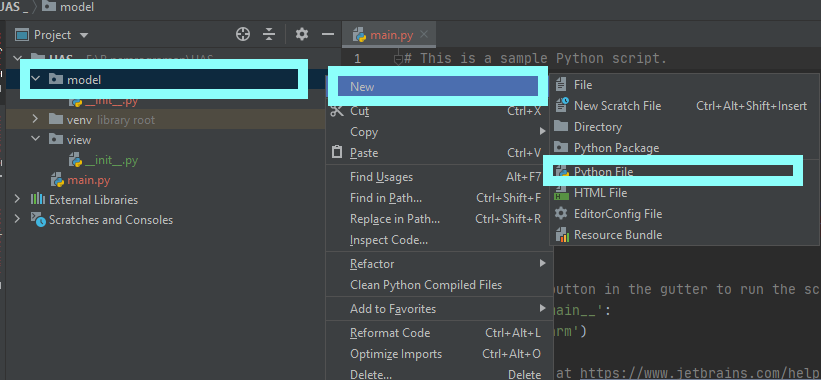 UAS
model
Project
main.py
1
# This is a sample Python script.
UAS
model
__init__.py
venv library root
view
__init__.py
main.py
External Libraries
Scratches and Consoles
New
Cut Ctrl+X
Copy
Paste Ctrl+V
Find Usages Alt+F7
Find in Path... Ctrl+Shift+F
Replace in Path... Ctrl+Shift+R
Inspect Code...
Refactor
Clean Python Compiled Files
Add to Favorites
Reformat Code Ctrl+Alt+L
Optimize Imports Ctrl+Alt+O
Delete... Delete
File
New Scratch File Ctrl+Alt+Shift+Insert
Directory
Python Package
Python File
HTML File
EditorConfig File
Resource Bundle
button in the gutter to run the sc
ain__':
rm')
at https://www.jetbrains.com/help